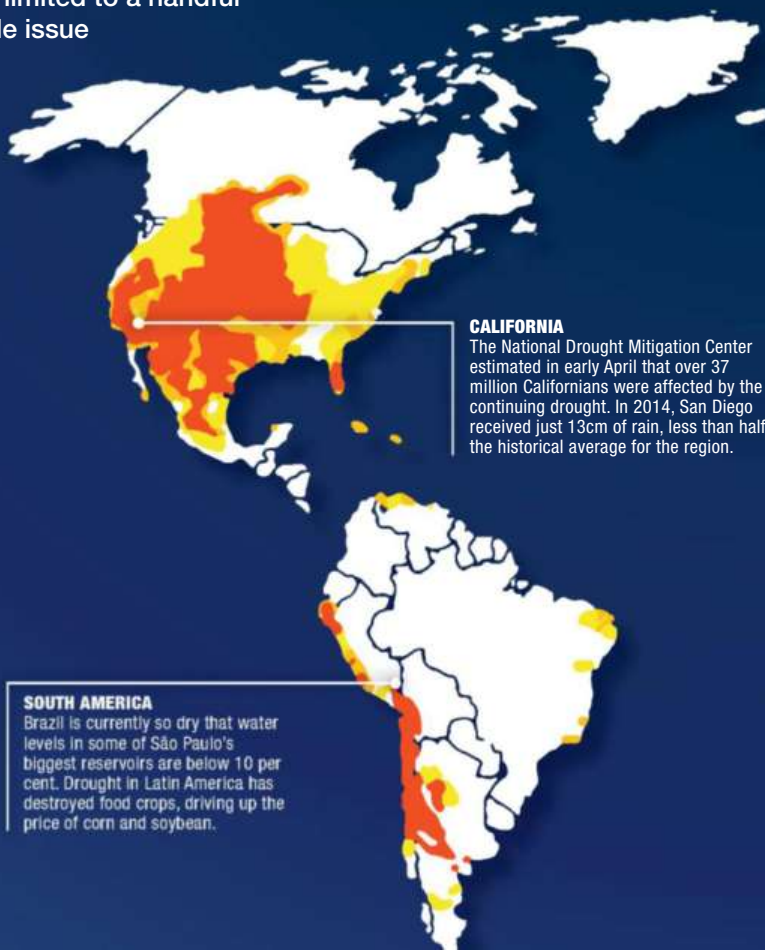 limited to a handful
le issue
CALIFORNIA
The National Drought Mitigation Center
estimated in early April that over 37
million Californians were affected by the
continuing drought. In 2014, San Diego
received just 13cm of rain, less than half
the historical average for the region.
SOUTH AMERICA
Brazil is currently so dry that water
levels in some of São Paulo's
biggest reservoirs are below 10 per
cent. Drought in Latin America has
destroyed food crops, driving up the
price of corn and soybean.